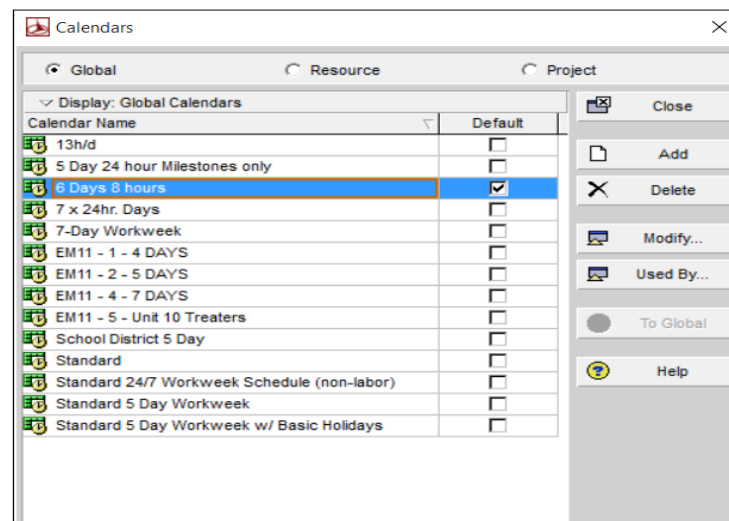 Calendars
Global Resource Project
Display: Global Calendars
Close
Calendar Name Default
13h/d
Add
5 Day 24 hour Milestones only
6 Days 8 hours
Delete
7 x 24hr. Days
7-Day Workweek
Modify...
EM11 - 1 - 4 DAYS
EM11 - 2 - 5 DAYS
Used By...
EM11 - 4 - 7 DAYS
EM11 - 5 - Unit 10 Treaters
To Global
School District 5 Day
Standard
Help
Standard 24/7 Workweek Schedule (non-labor)
Standard 5 Day Workweek
Standard 5 Day Workweek w/ Basic Holidays